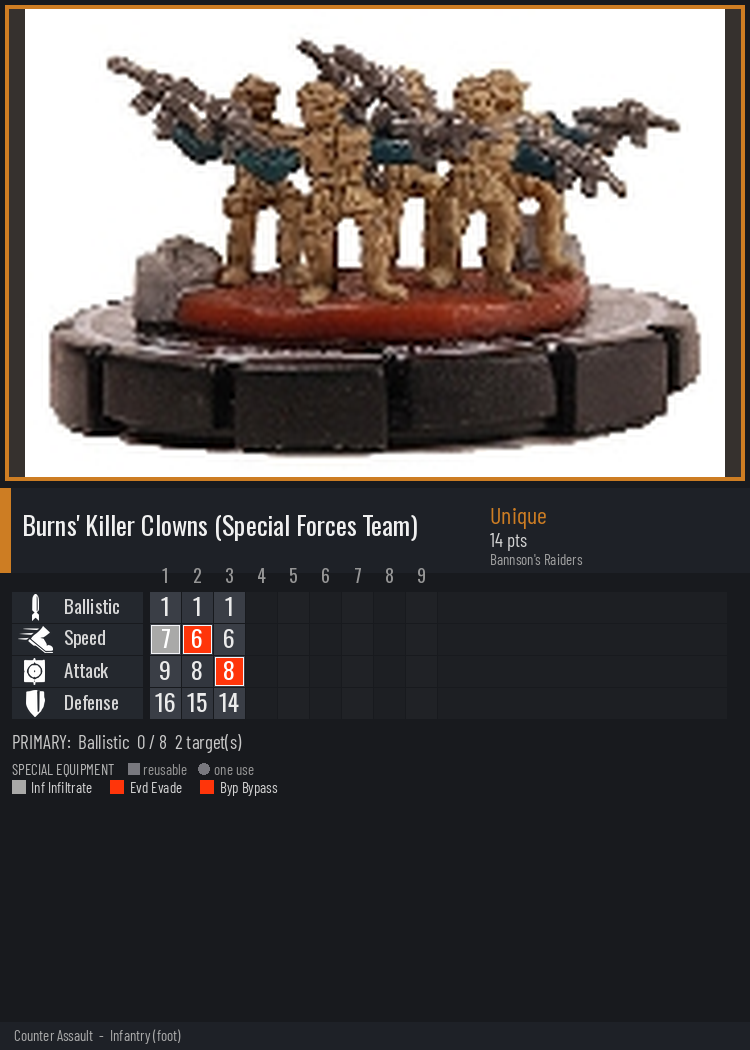 Burns' Killer Clowns (Special Forces Team)
Unique
14 pts
Bannson's Raiders
1 2 3 4 5 6 7 8 9
Ballistic 1 1 1
Speed 7 6 6
Attack 9 8 8
Defense 16 15 14
PRIMARY: Ballistic 0 / 8 2 target(s)
SPECIAL EQUIPMENT reusable one use
Inf Infiltrate Evd Evade Byp Bypass
Counter Assault - Infantry (foot)